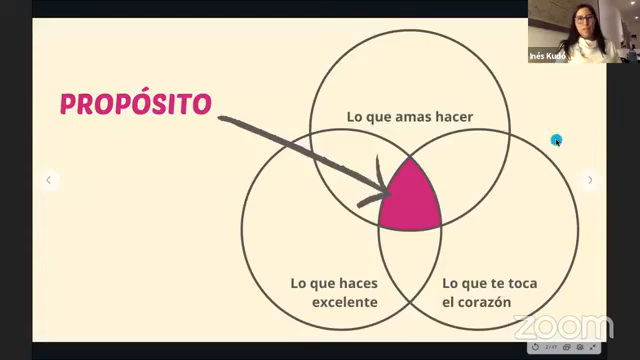 Inés Kudó
PROPÓSITO
Lo que amas hacer
Lo que haces
excelente
Lo que te toca
el corazón
zoom